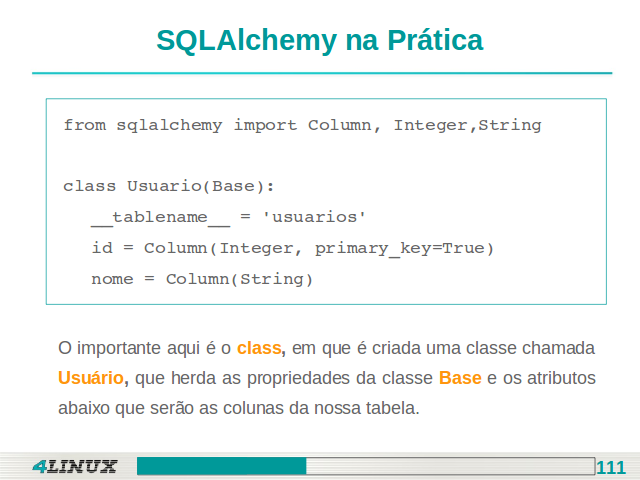 SQLAlchemy na Prática
from sqlalchemy import Column, Integer,String
class Usuario(Base):
__tablename__ = 'usuarios'
id = Column(Integer, primary_key=True)
nome = Column(String)
O importante aqui é o class, em que é criada uma classe chamada
Usuário, que herda as propriedades da classe Base e os atributos
abaixo que serão as colunas da nossa tabela.
4LINUX
111